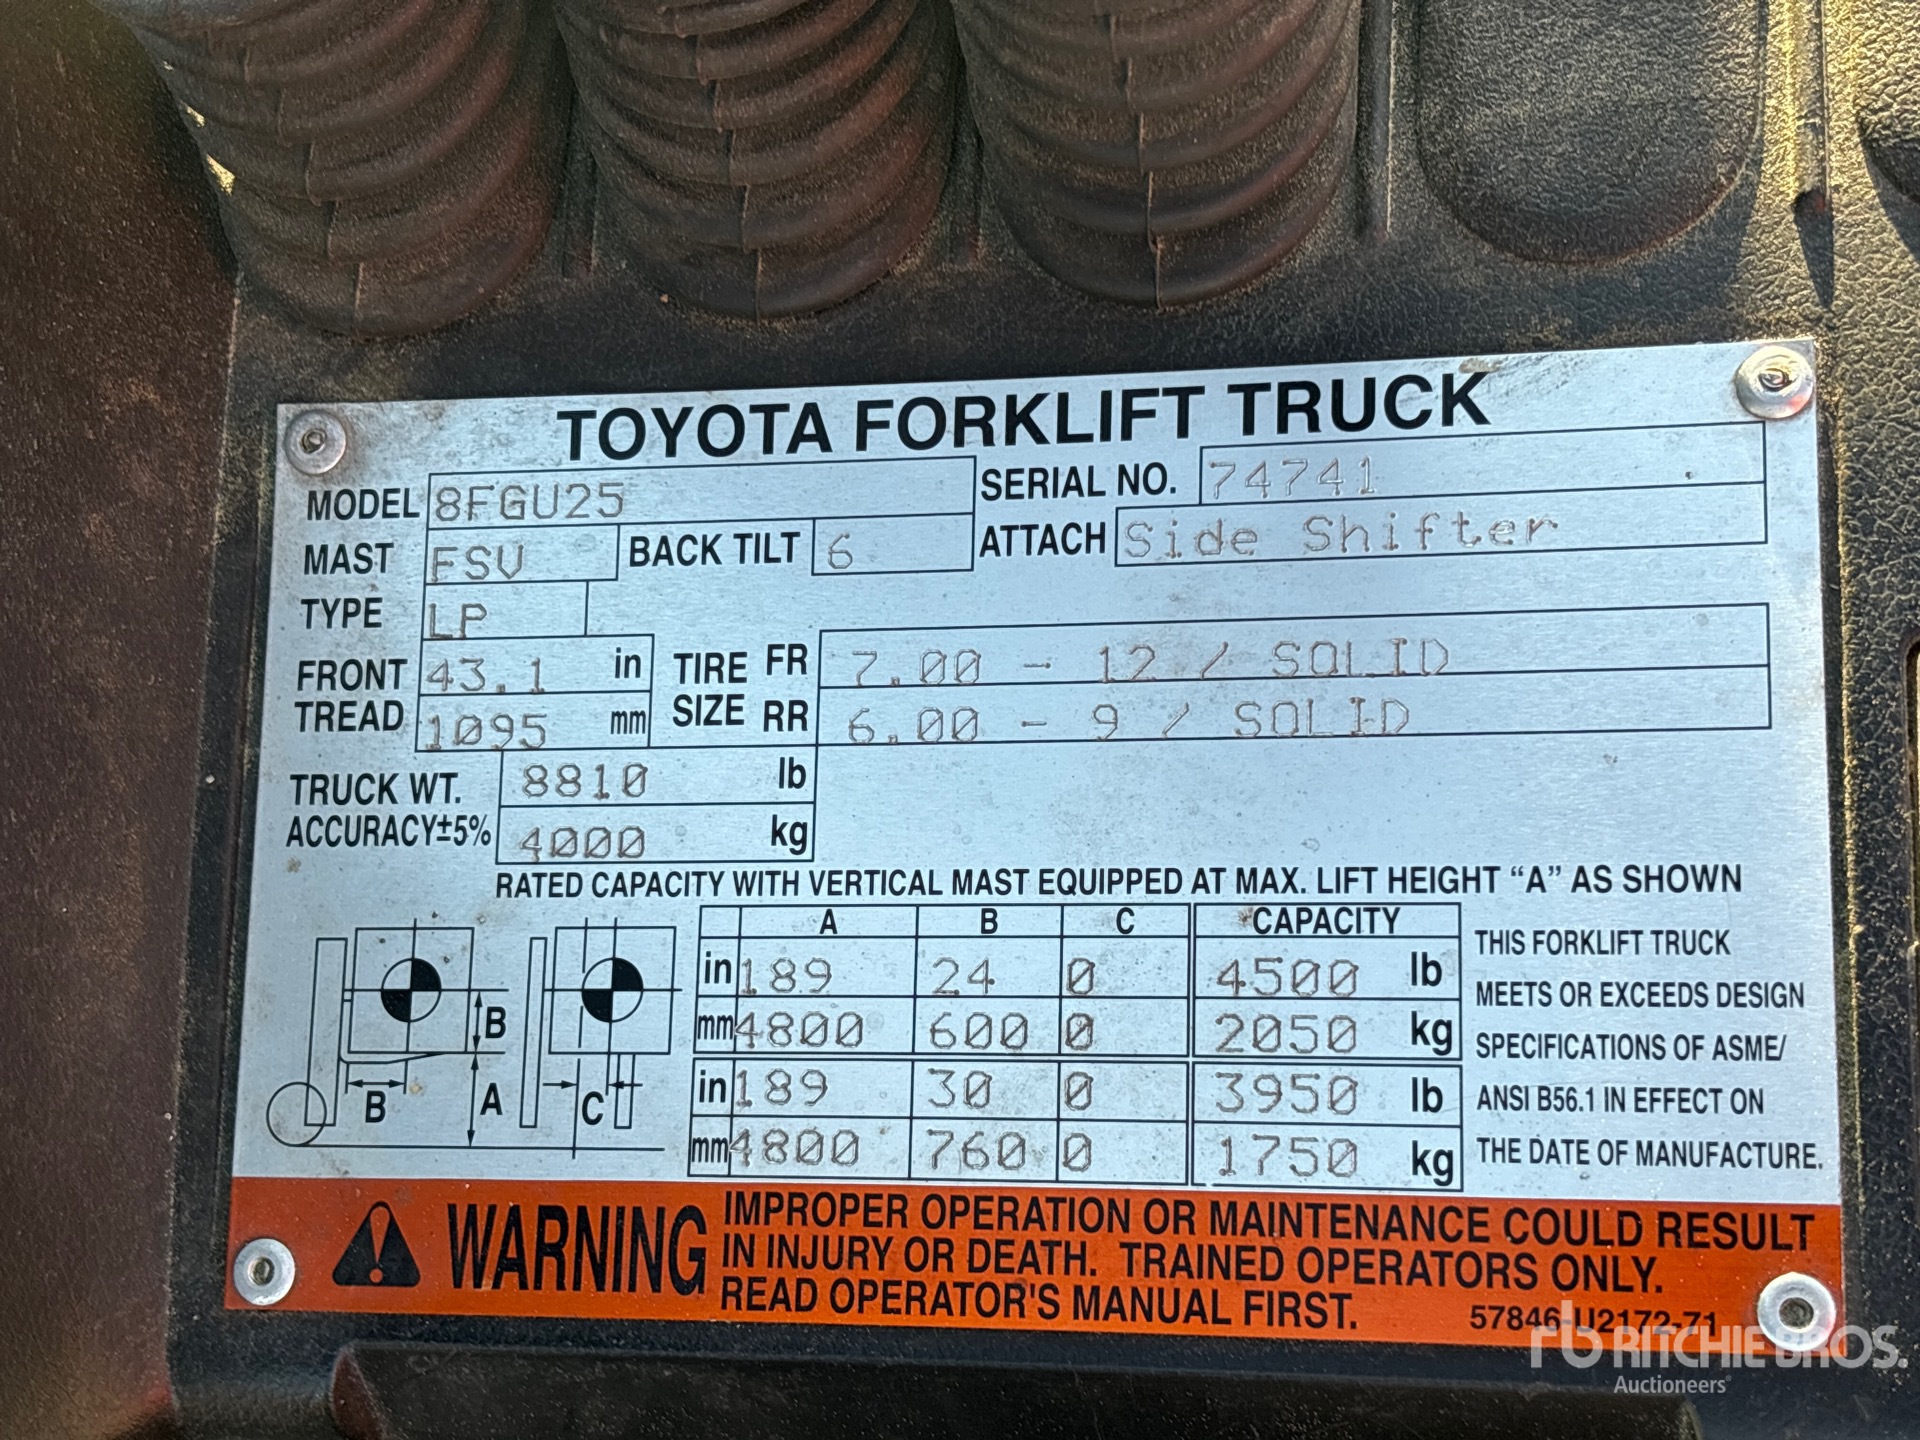 TOYOTA FORKLIFT TRUCK
MODEL 8FGU25 SERIAL NO. 74741
MAST FSV BACK TILT 6 ATTACH Side Shifter
TYPE LP
FRONT TREAD 43.1 in TIRE SIZE FR 7.00 - 12 / SOLID
1095 mm RR 6.00 - 9 / SOLID
TRUCK WT. 8810 lb
ACCURACY±5% 4000 kg
RATED CAPACITY WITH VERTICAL MAST EQUIPPED AT MAX. LIFT HEIGHT “A” AS SHOWN
A B C CAPACITY
in 189 24 0 4500 lb
mm 4800 600 0 2050 kg
in 189 30 0 3950 lb
mm 4800 760 0 1750 kg
B
B A C
THIS FORKLIFT TRUCK
MEETS OR EXCEEDS DESIGN
SPECIFICATIONS OF ASME/
ANSI B56.1 IN EFFECT ON
THE DATE OF MANUFACTURE.
WARNING
IMPROPER OPERATION OR MAINTENANCE COULD RESULT
IN INJURY OR DEATH. TRAINED OPERATORS ONLY.
READ OPERATOR'S MANUAL FIRST.
57846-U2172-71
rb RITCHIE BROS.
Auctioneers